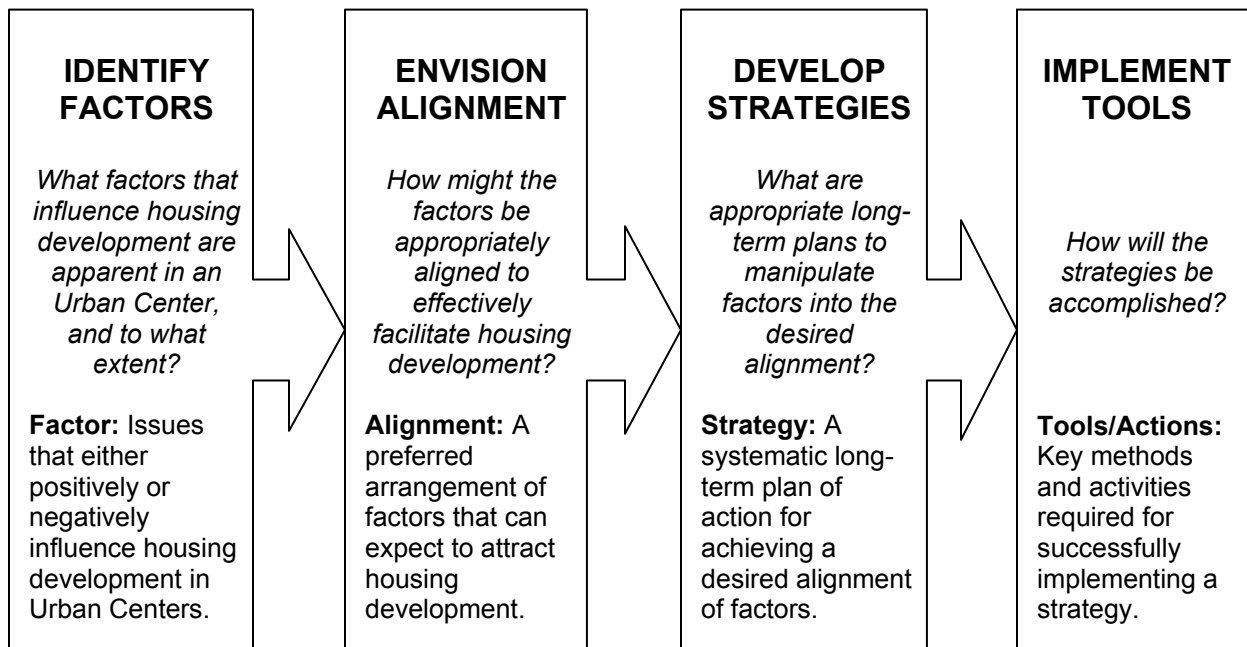 IDENTIFY
FACTORS
What factors that
influence housing
development are
apparent in an
Urban Center,
and to what
extent?
Factor: Issues
that either
positively or
negatively
influence housing
development in
Urban Centers.
ENVISION
ALIGNMENT
How might the
factors be
appropriately
aligned to
effectively
facilitate housing
development?
Alignment: A
preferred
arrangement of
factors that can
expect to attract
housing
development.
DEVELOP
STRATEGIES
What are
appropriate long-
term plans to
manipulate
factors into the
desired
alignment?
Strategy: A
systematic long-
term plan of
action for
achieving a
desired alignment
of factors.
IMPLEMENT
TOOLS
How will the
strategies be
accomplished?
Tools/Actions:
Key methods
and activities
required for
successfully
implementing a
strategy.